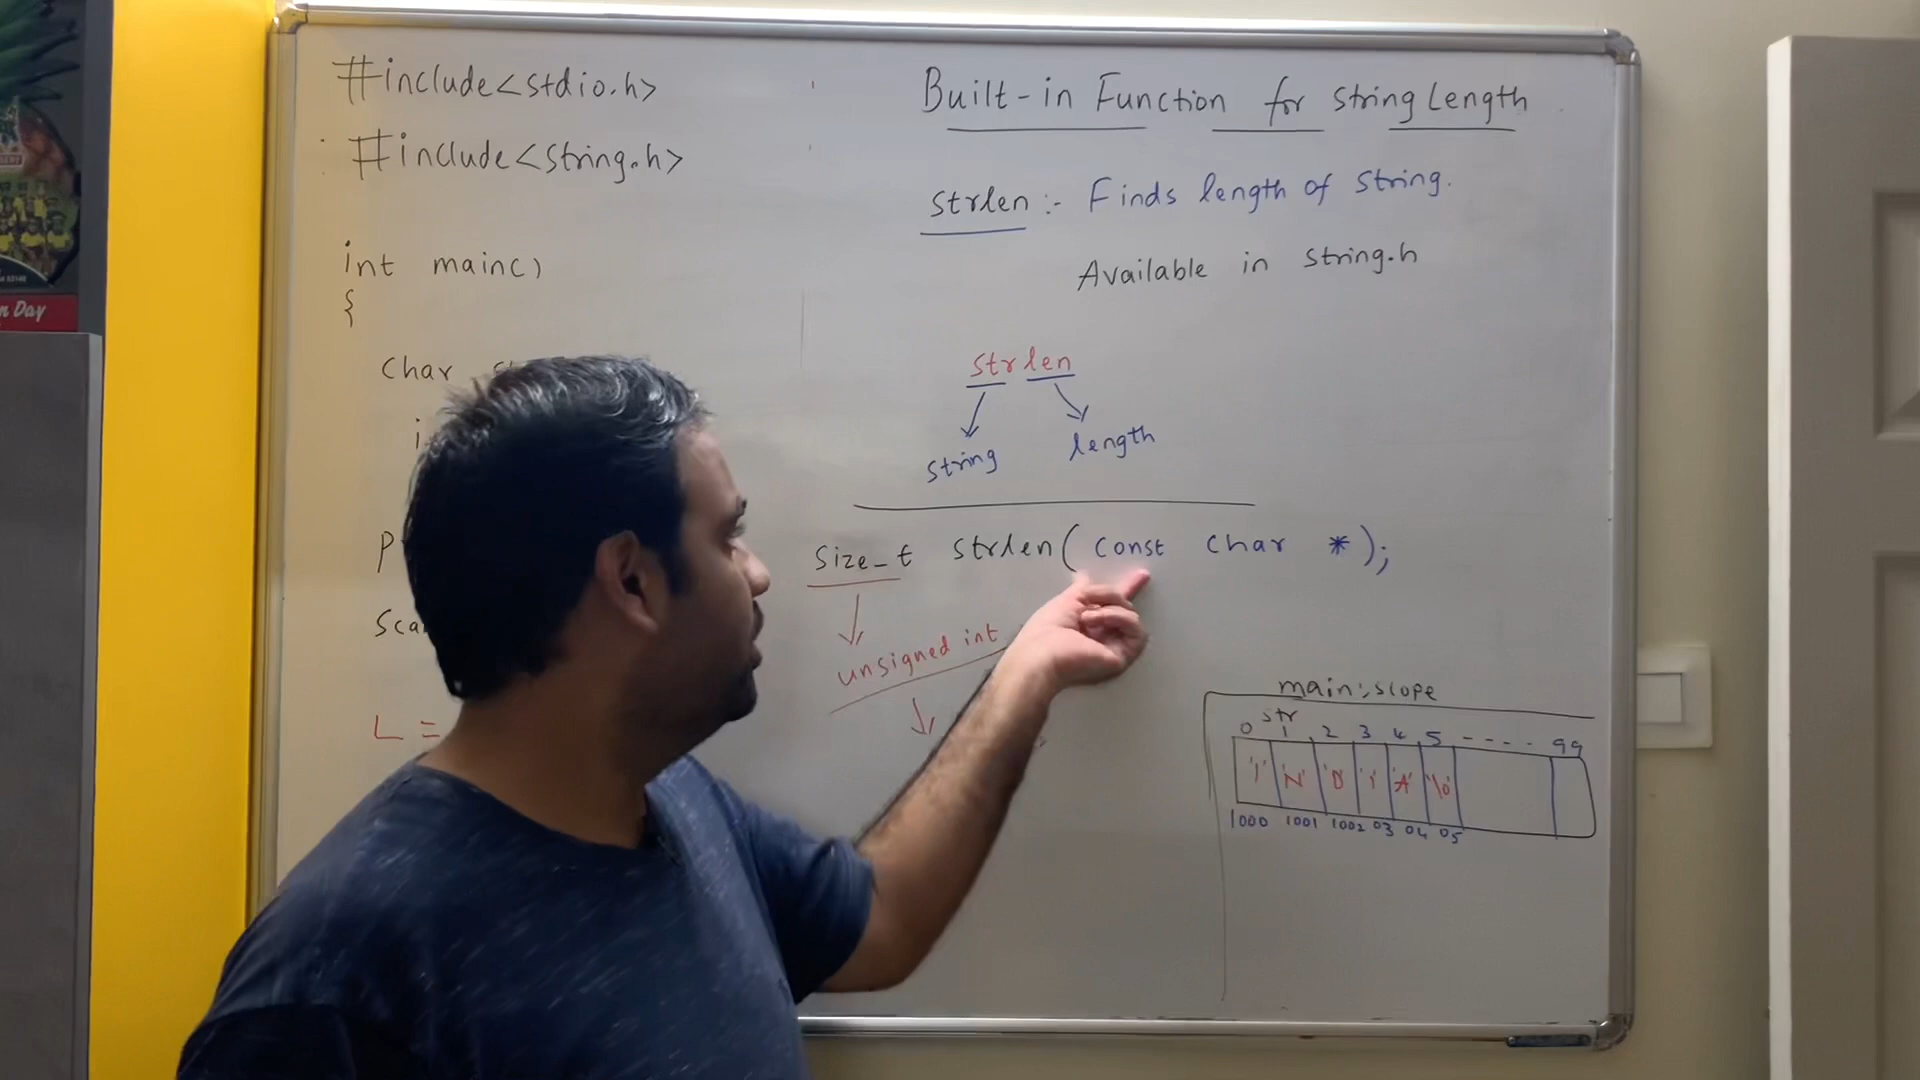 #include<stdio.h>
#include<string.h>
int main()
{
char
P
Sca
L =
Built-in Function for string Length
strlen :- Finds length of string.
Available in string.h
strlen
string length
size_t strlen(const char *);
unsigned int
main: scope
str
0 1 2 3 4 5 - - - - 99
'I' 'N' 'D' 'I' 'A' '\0'
1000 1001 1002 03 04 05
n Day